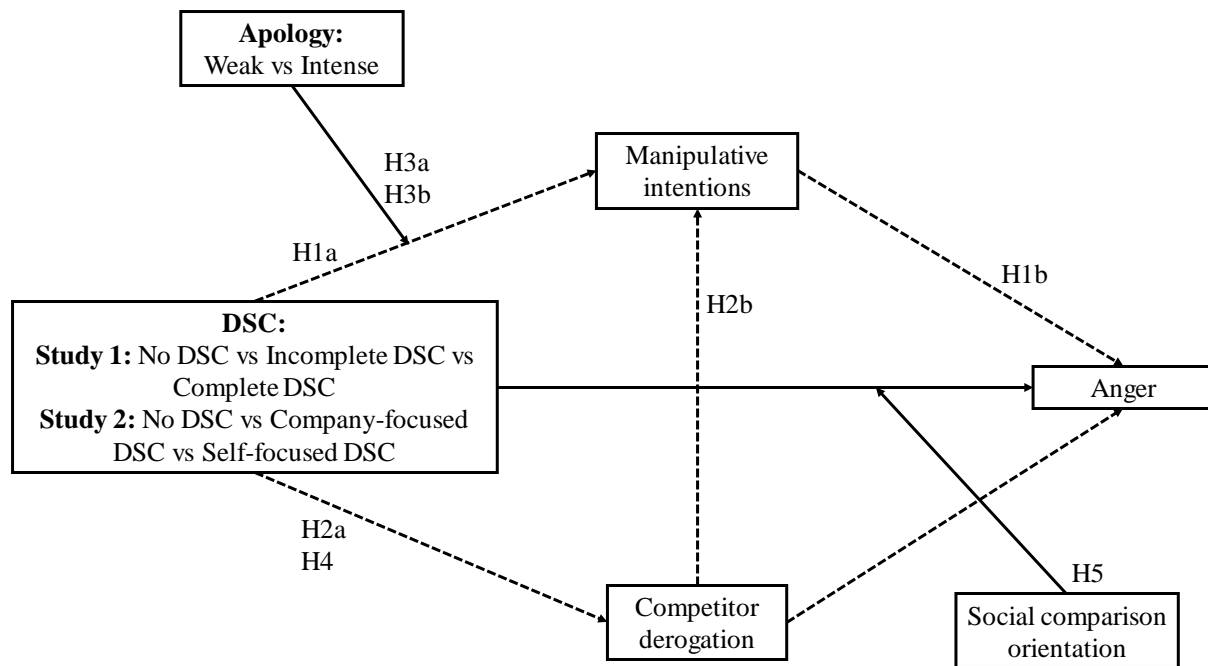 Apology:
Weak vs Intense
Manipulative
intentions
H3a
H3b
H1a
H1b
H2b
DSC:
Study 1: No DSC vs Incomplete DSC vs
Complete DSC
Study 2: No DSC vs Company-focused
DSC vs Self-focused DSC
Anger
H2a
H4
H5
Competitor
derogation
Social comparison
orientation